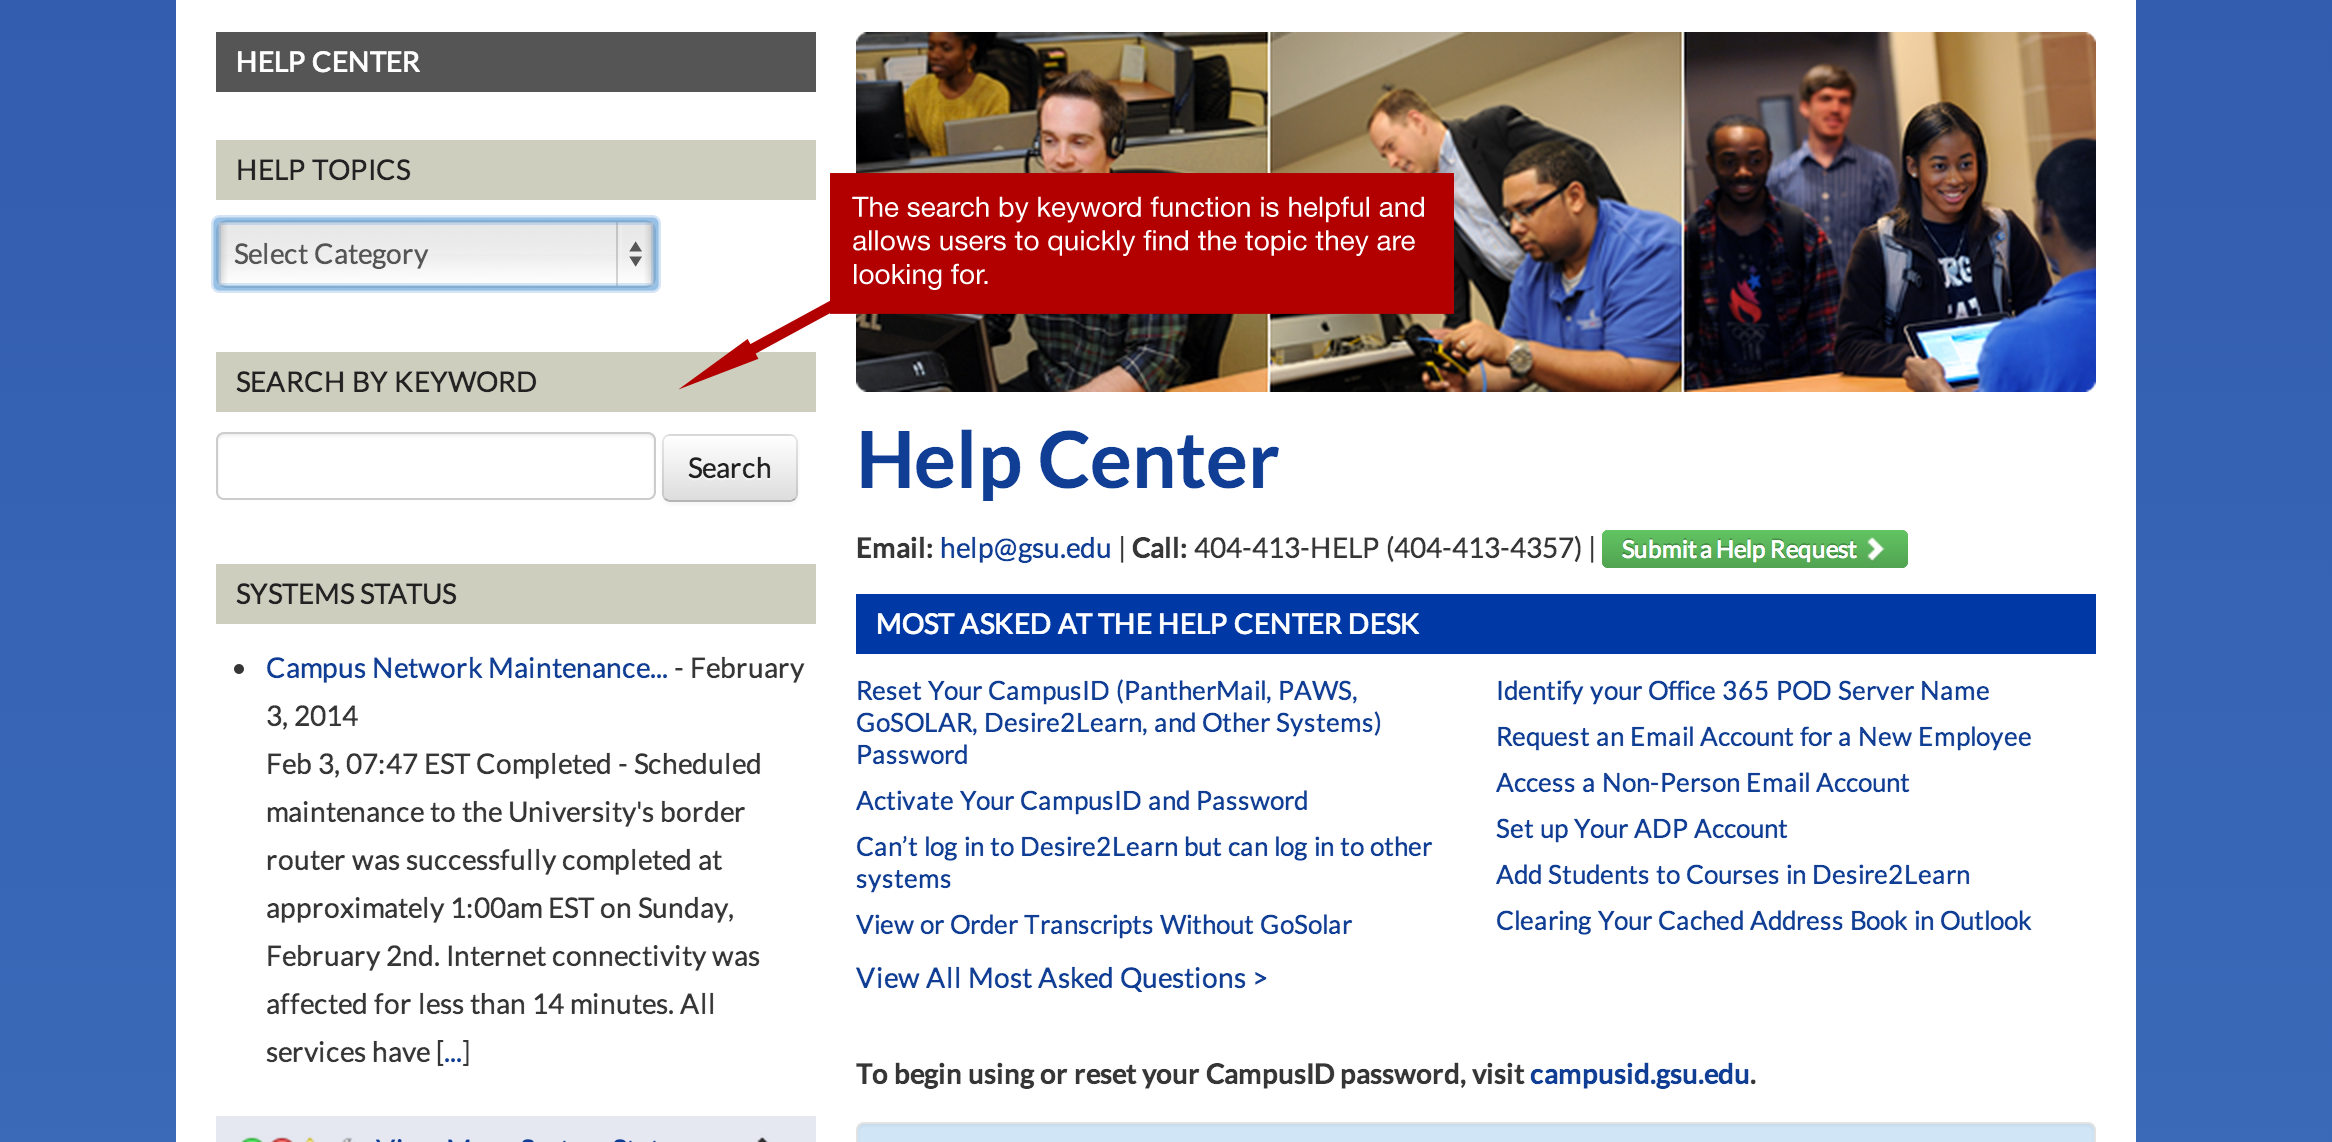 HELP CENTER
HELP TOPICS
Select Category
SEARCH BY KEYWORD
Search
SYSTEMS STATUS
Campus Network Maintenance... - February
3, 2014
Feb 3, 07:47 EST Completed - Scheduled
maintenance to the University's border
router was successfully completed at
approximately 1:00am EST on Sunday,
February 2nd. Internet connectivity was
affected for less than 14 minutes. All
services have [...]
The search by keyword function is helpful and
allows users to quickly find the topic they are
looking for.
Help Center
Email: help@gsu.edu | Call: 404-413-HELP (404-413-4357) | Submit a Help Request
MOST ASKED AT THE HELP CENTER DESK
Reset Your CampusID (PantherMail, PAWS,
GoSOLAR, Desire2Learn, and Other Systems)
Password
Activate Your CampusID and Password
Can’t log in to Desire2Learn but can log in to other
systems
View or Order Transcripts Without GoSolar
View All Most Asked Questions >
Identify your Office 365 POD Server Name
Request an Email Account for a New Employee
Access a Non-Person Email Account
Set up Your ADP Account
Add Students to Courses in Desire2Learn
Clearing Your Cached Address Book in Outlook
To begin using or reset your CampusID password, visit campusid.gsu.edu.